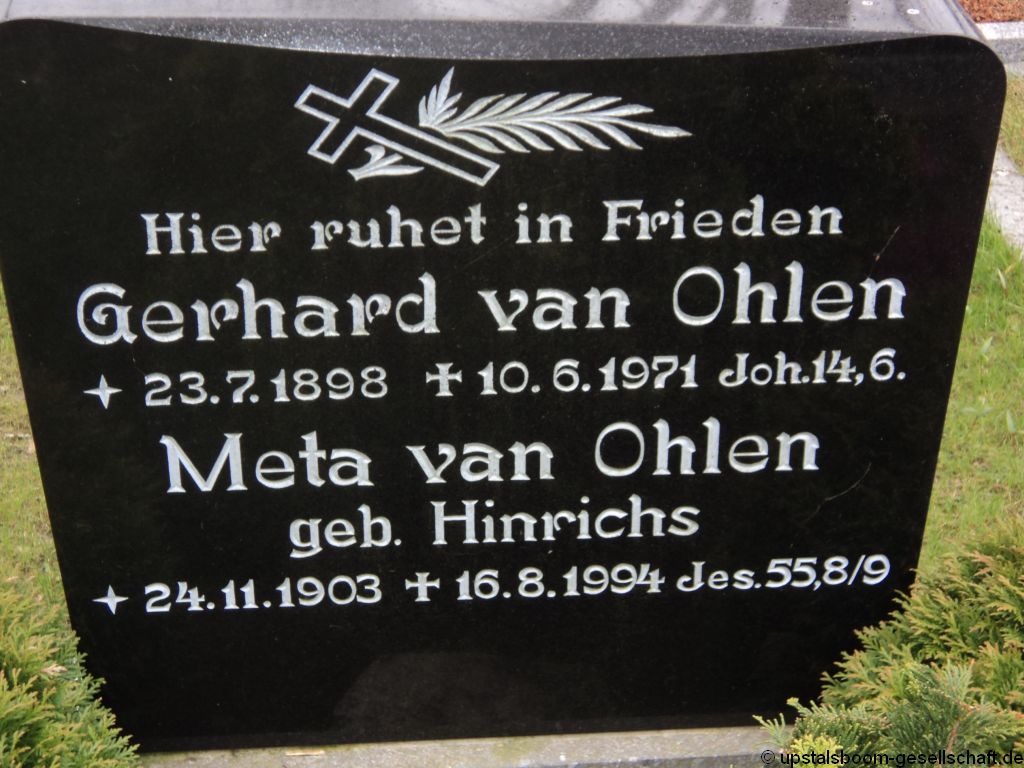 Hier ruhet in Frieden
Gerhard van Ohlen
✦ 23.7.1898 ✝ 10.6.1971 Joh.14,6.
Meta van Ohlen
geb. Hinrichs
✦ 24.11.1903 ✝ 16.8.1994 Jes.55,8/9
© upstalsboom-gesellschaft.de